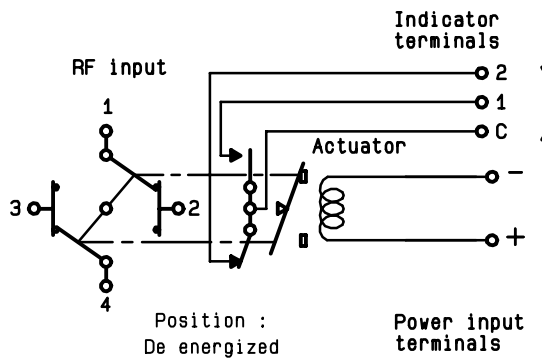 Indicator
terminals
RF input
2
1
1
C
Actuator
-
3
2
+
4
Position :
De energized
Power input
terminals